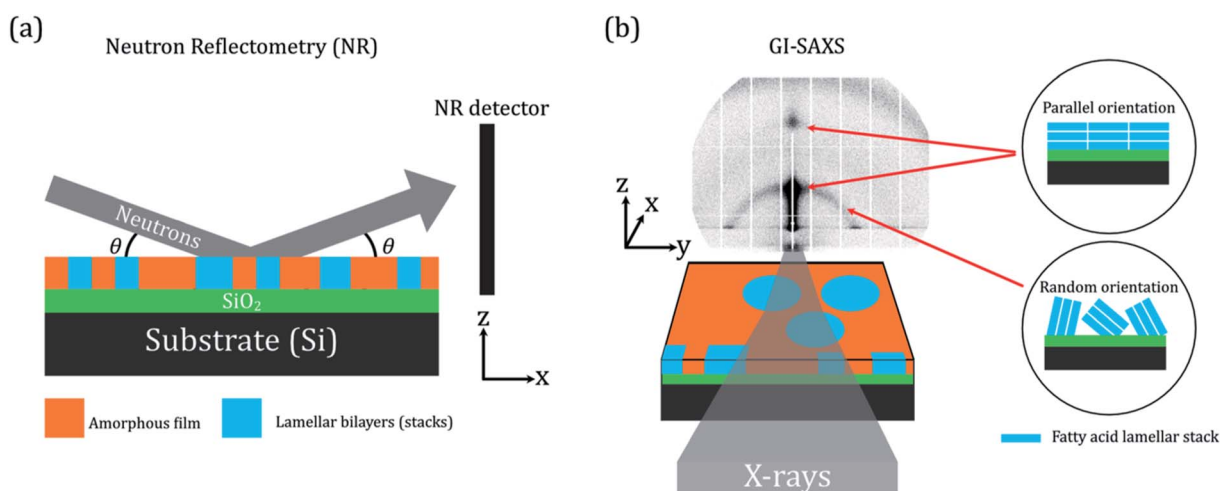 (a)
Neutron Reflectometry (NR)
NR detector
Neutrons
θ
θ
SiO₂
Substrate (Si)
z
x
Amorphous film
Lamellar bilayers (stacks)
(b)
GI-SAXS
Parallel orientation
z
x
y
Random orientation
X-rays
Fatty acid lamellar stack